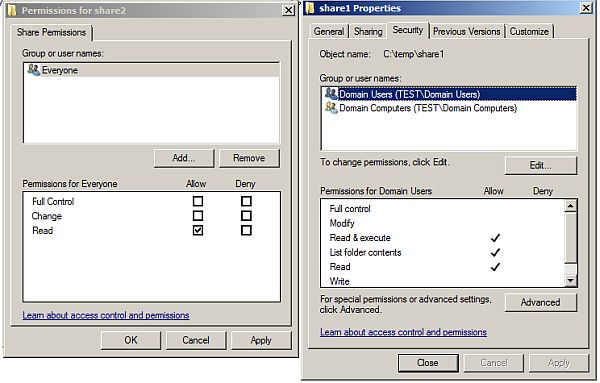 Permissions for share2
Share Permissions
Group or user names:
Everyone
Add... Remove
Permissions for Everyone Allow Deny
Full Control
Change
Read
Learn about access control and permissions
OK Cancel Apply
share1 Properties
General Sharing Security Previous Versions Customize
Object name: C:\temp\share1
Group or user names:
Domain Users (TEST\Domain Users)
Domain Computers (TEST\Domain Computers)
To change permissions, click Edit. Edit...
Permissions for Domain Users Allow Deny
Full control
Modify
Read & execute
List folder contents
Read
Write
For special permissions or advanced settings, click Advanced. Advanced
Learn about access control and permissions
Close Cancel Apply